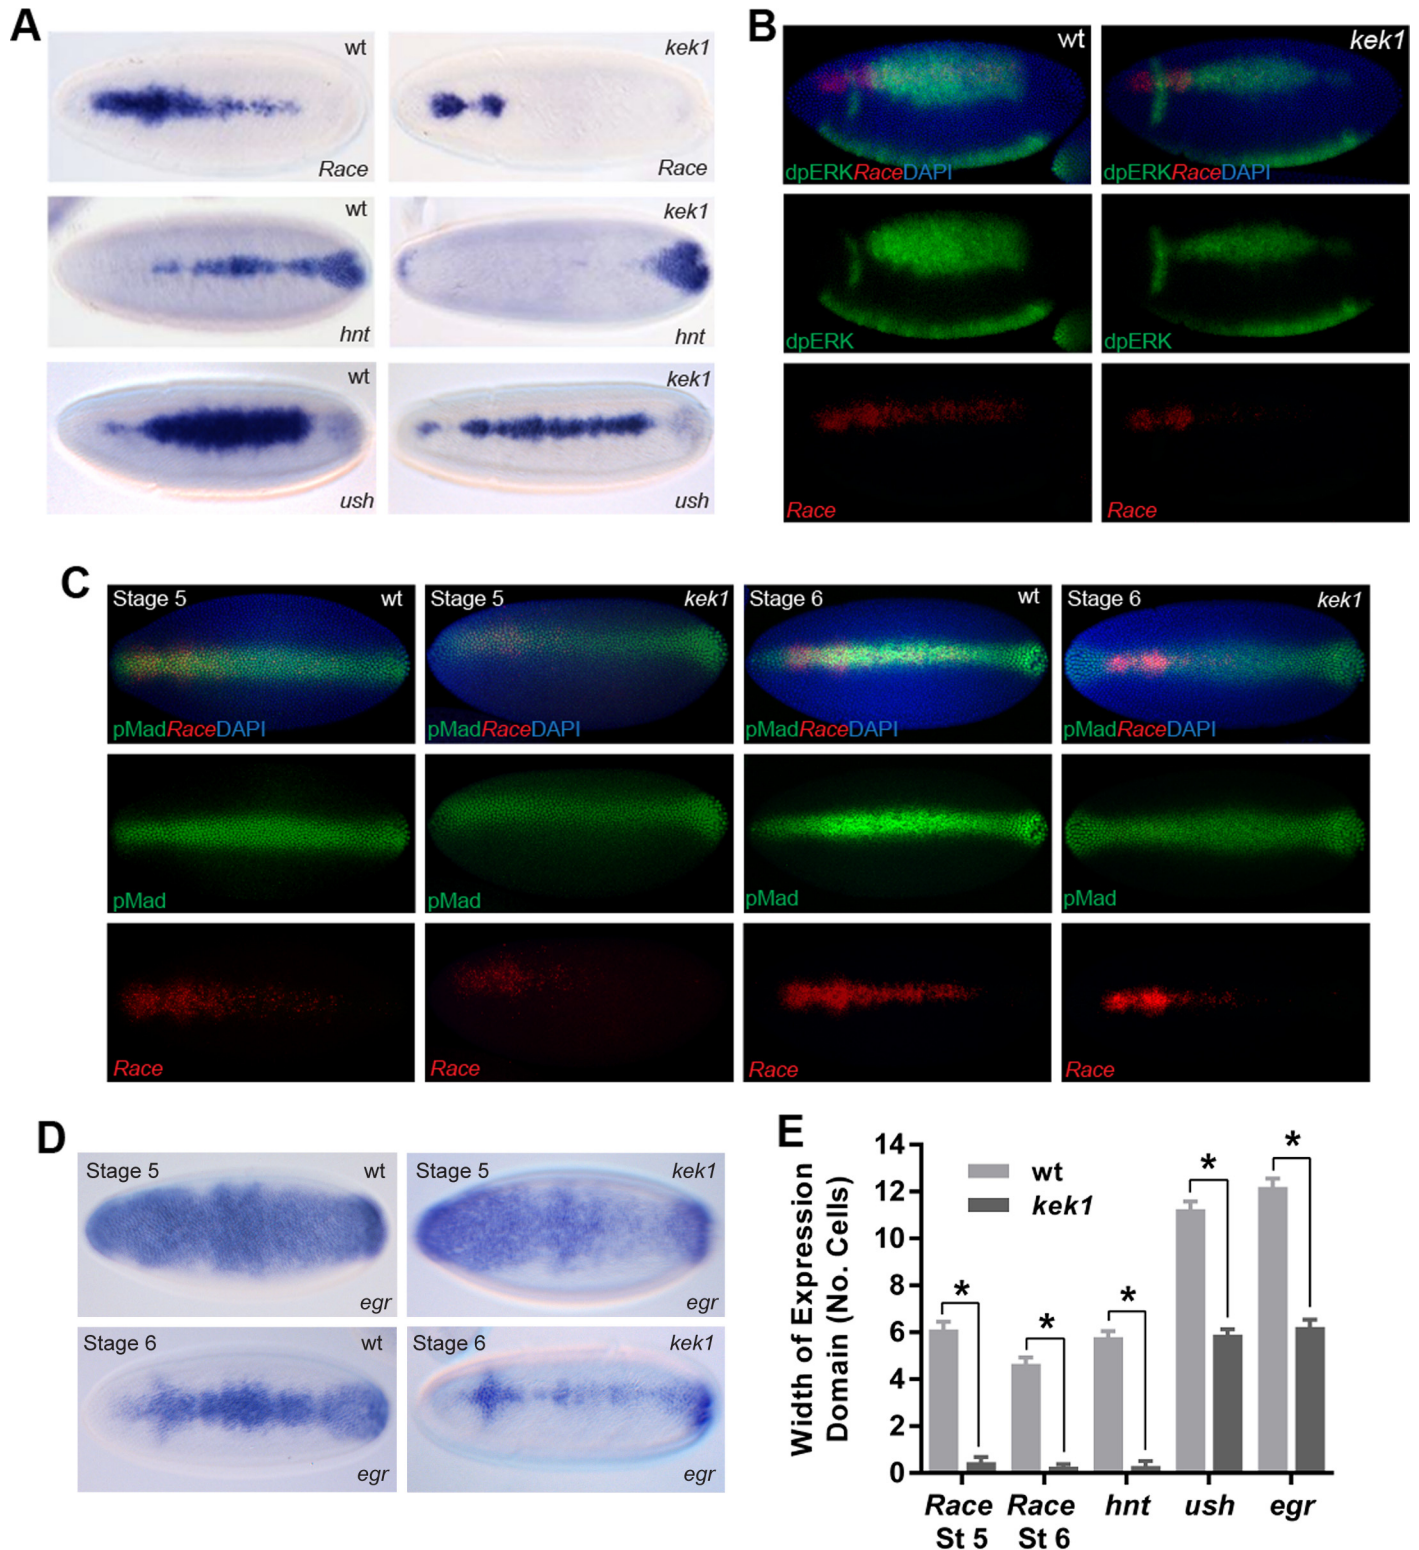 A
wt
kek1
Race
Race
wt
kek1
hnt
hnt
wt
kek1
ush
ush
B
wt
kek1
dpERKRaceDAPI
dpERKRaceDAPI
dpERK
dpERK
Race
Race
C
Stage 5 wt
Stage 5 kek1
Stage 6 wt
Stage 6 kek1
pMadRaceDAPI
pMadRaceDAPI
pMadRaceDAPI
pMadRaceDAPI
pMad
pMad
pMad
pMad
Race
Race
Race
Race
D
Stage 5 wt
Stage 5 kek1
egr
egr
Stage 6 wt
Stage 6 kek1
egr
egr
E
Width of Expression
Domain (No. Cells)
14
12
10
8
6
4
2
0
wt
kek1
*
*
*
*
*
Race
St 5
Race
St 6
hnt
ush
egr